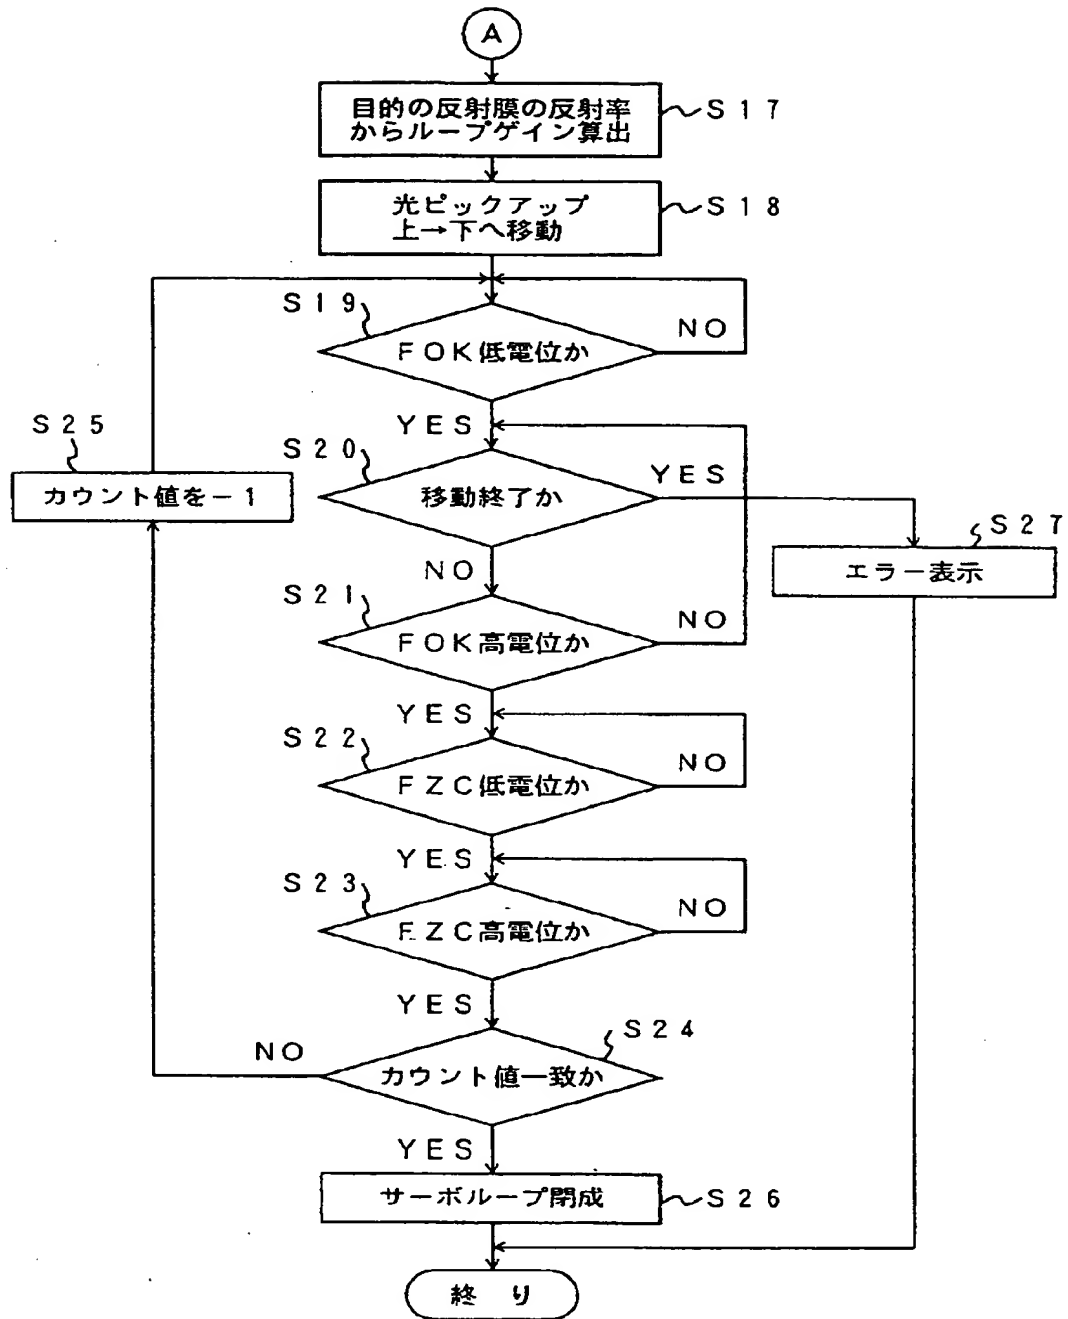 A
目的の反射膜の反射率
からループゲイン算出
S17
光ピックアップ
上→下へ移動
S18
S19
FOK低電位か
NO
YES
S25
カウント値を-1
S20
移動終了か
YES
NO
S27
エラー表示
S21
FOK高電位か
NO
YES
S22
FZC低電位か
NO
YES
S23
FZC高電位か
NO
YES
S24
カウント値一致か
NO
YES
サーボループ閉成
S26
終り